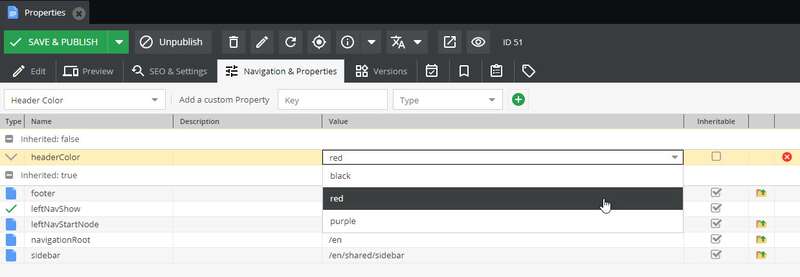 Properties
SAVE & PUBLISH Unpublish ID 51
Edit Preview SEO & Settings Navigation & Properties Versions
Header Color Add a custom Property Key Type
Type Name Description Value Inheritable
Inherited: false
headerColor red
Inherited: true black
footer red
leftNavShow
leftNavStartNode purple
navigationRoot /en
sidebar /en/shared/sidebar